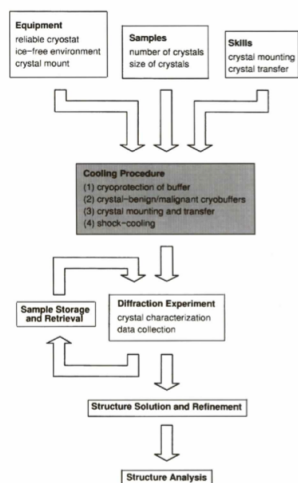 Equipment
reliable cryostat
ice-free environment
crystal mount
Samples
number of crystals
size of crystals
Skills
crystal mounting
crystal transfer
Cooling Procedure
(1) cryoprotection of buffer
(2) crystal-benign/malignant cryobuffers
(3) crystal mounting and transfer
(4) shock-cooling
Sample Storage
and Retrieval
Diffraction Experiment
crystal characterization
data collection
Structure Solution and Refinement
Structure Analysis